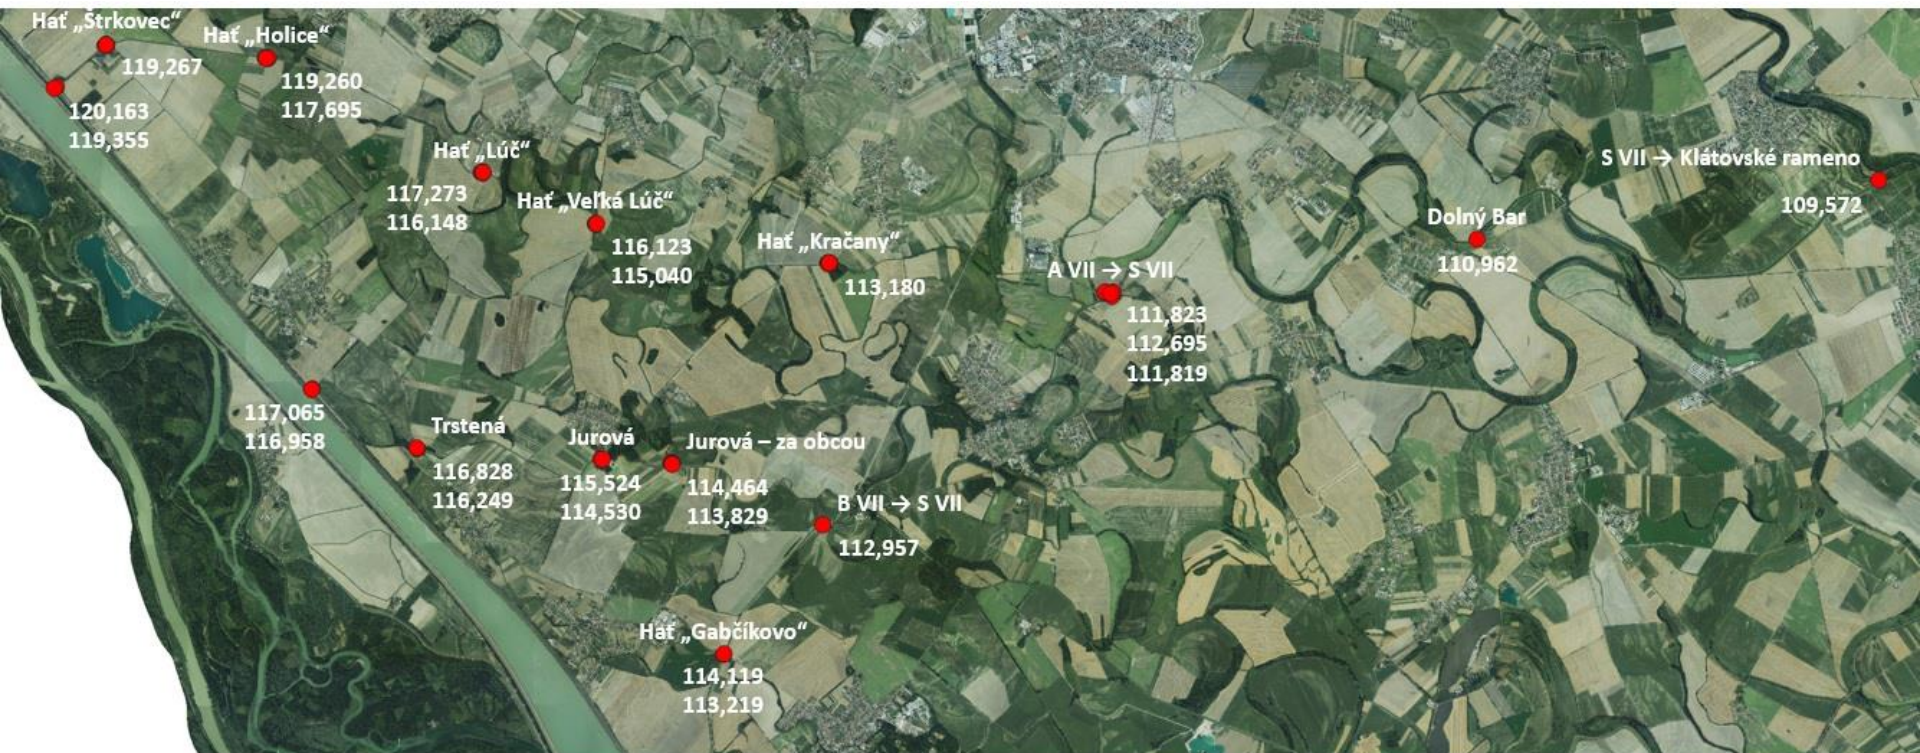 Hať „Štrkovec“
119,267
120,163
119,355
Hať „Holice“
119,260
117,695
Hať „Lúč“
117,273
116,148
Hať „Veľká Lúč“
116,123
115,040
Hať „Kračany“
113,180
A VII → S VII
111,823
112,695
111,819
Dolný Bar
110,962
S VII → Klátovské rameno
109,572
117,065
116,958
Trstená
116,828
116,249
Jurová
115,524
114,530
Jurová – za obcou
114,464
113,829
B VII → S VII
112,957
Hať „Gabčíkovo“
114,119
113,219